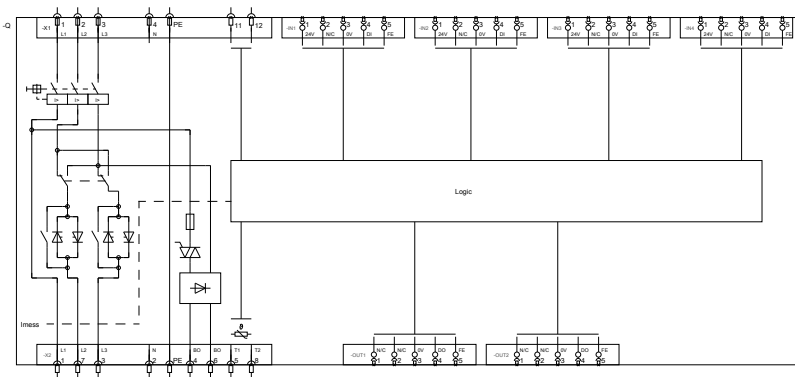 -Q
-X1 1 2 3 4 PE 11 12
L1 L2 L3 N
-IN1 1 2 3 4 5
24V N/C 0V DI FE
-IN2 1 2 3 4 5
24V N/C 0V DI FE
-IN3 1 2 3 4 5
24V N/C 0V DI FE
-IN4 1 2 3 4 5
24V N/C 0V DI FE
I> I> I>
Logic
Imess
ϑ
L1 L2 L3 N BO BO T1 T2
-X2 1 7 3 2 PE 4 6 5 8
N/C N/C 0V DO FE
-OUT1 1 2 3 4 5
N/C N/C 0V DO FE
-OUT2 1 2 3 4 5